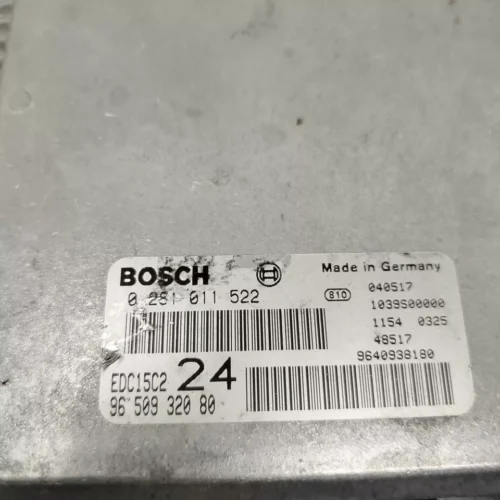 BOSCH
Made in Germany
0 281 011 522
810
040517
1039S00000
1154 0325
48517
9640938180
EDC15C2 24
96 509 320 80